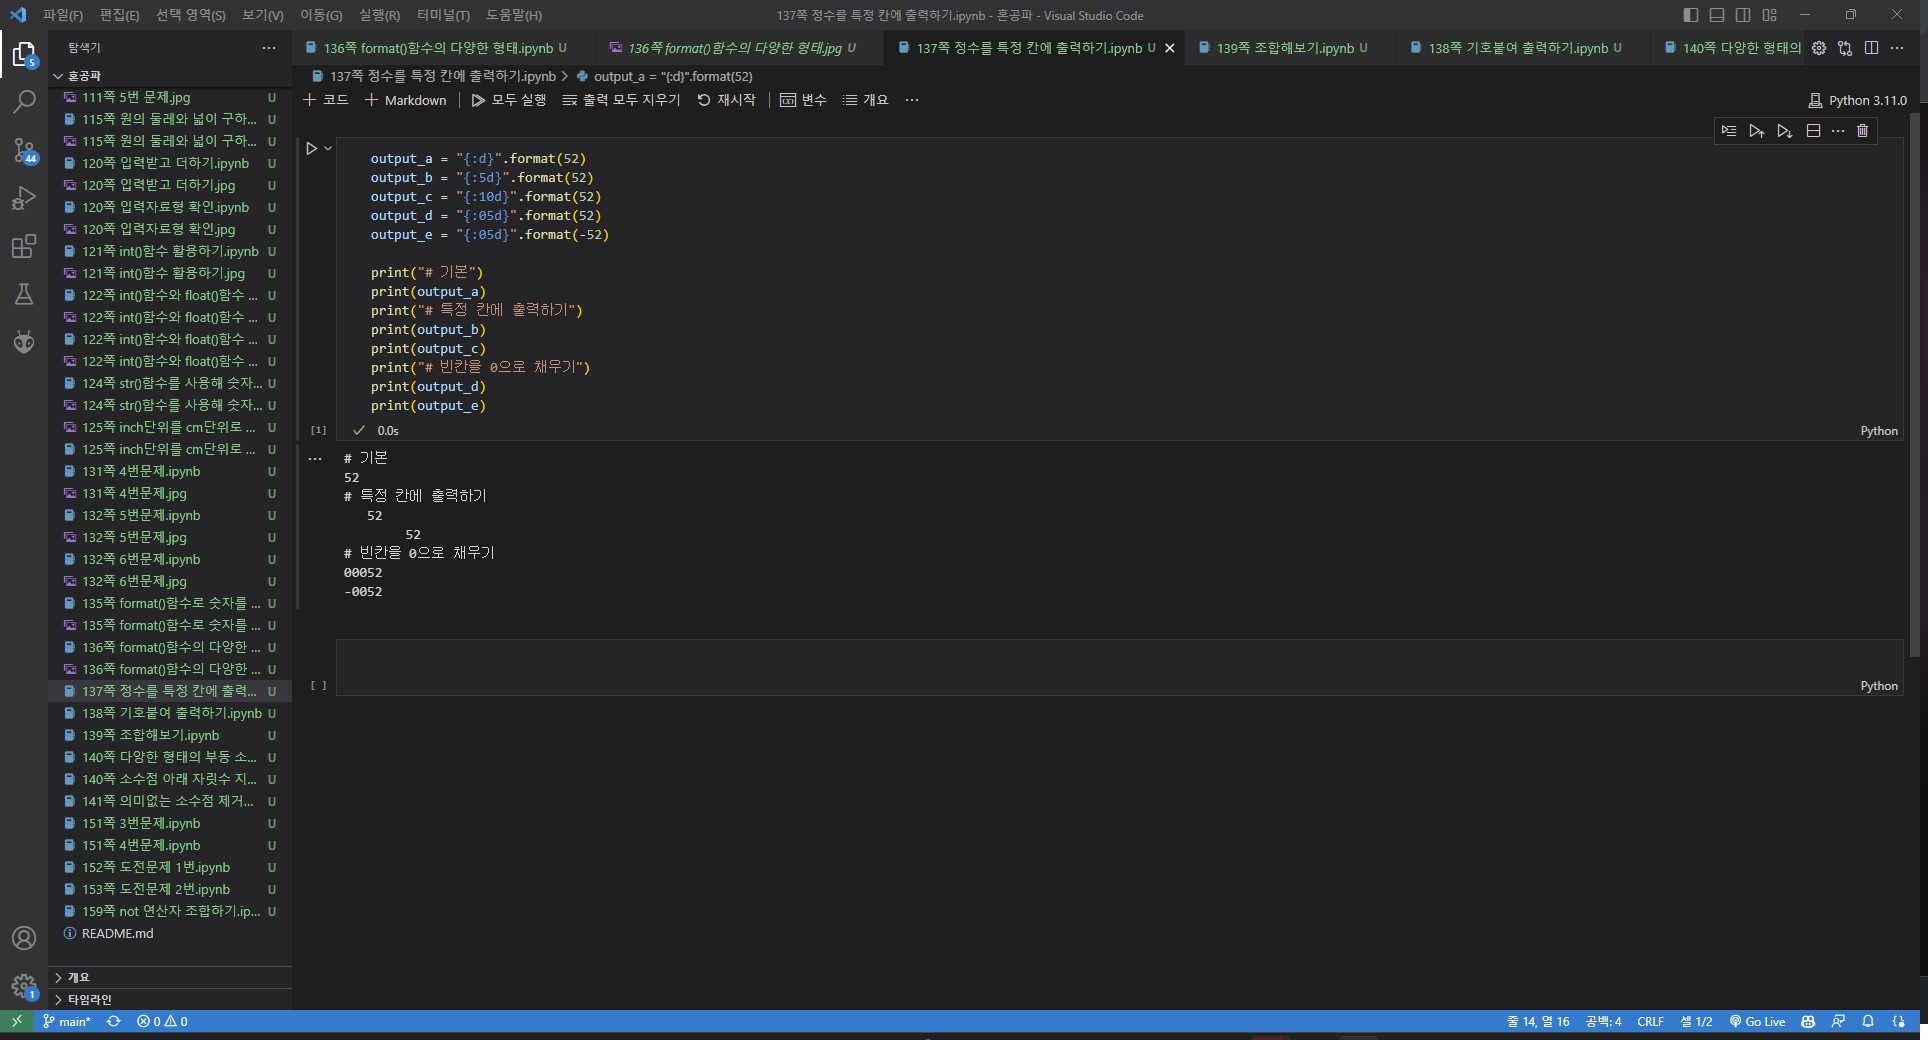 파일(F) 편집(E) 선택 영역(S) 보기(V) 이동(G) 실행(R) 터미널(T) 도움말(H)
137쪽 정수를 특정 칸에 출력하기.ipynb - 혼공파 - Visual Studio Code
탐색기 ···
136쪽 format()함수의 다양한 형태.ipynb U
136쪽 format()함수의 다양한 형태.jpg U
137쪽 정수를 특정 칸에 출력하기.ipynb U
139쪽 조합해보기.ipynb U
138쪽 기호붙여 출력하기.ipynb U
140쪽 다양한 형태의
혼공파
137쪽 정수를 특정 칸에 출력하기.ipynb > output_a = "{:d}".format(52)
+ 코드 + Markdown 모두 실행 출력 모두 지우기 재시작 변수 개요 ···
Python 3.11.0
5
44
1
111쪽 5번 문제.jpg U
115쪽 원의 둘레와 넓이 구하... U
115쪽 원의 둘레와 넓이 구하... U
120쪽 입력받고 더하기.ipynb U
120쪽 입력받고 더하기.jpg U
120쪽 입력자료형 확인.ipynb U
120쪽 입력자료형 확인.jpg U
121쪽 int()함수 활용하기.ipynb U
121쪽 int()함수 활용하기.jpg U
122쪽 int()함수와 float()함수 ... U
122쪽 int()함수와 float()함수 ... U
122쪽 int()함수와 float()함수 ... U
122쪽 int()함수와 float()함수 ... U
124쪽 str()함수를 사용해 숫자... U
124쪽 str()함수를 사용해 숫자... U
125쪽 inch단위를 cm단위로 ... U
125쪽 inch단위를 cm단위로 ... U
131쪽 4번문제.ipynb U
131쪽 4번문제.jpg U
132쪽 5번문제.ipynb U
132쪽 5번문제.jpg U
132쪽 6번문제.ipynb U
132쪽 6번문제.jpg U
135쪽 format()함수로 숫자를 ... U
135쪽 format()함수로 숫자를 ... U
136쪽 format()함수의 다양한 ... U
136쪽 format()함수의 다양한 ... U
137쪽 정수를 특정 칸에 출력... U
138쪽 기호붙여 출력하기.ipynb U
139쪽 조합해보기.ipynb U
140쪽 다양한 형태의 부동 소... U
140쪽 소수점 아래 자릿수 지... U
141쪽 의미없는 소수점 제거... U
151쪽 3번문제.ipynb U
151쪽 4번문제.ipynb U
152쪽 도전문제 1번.ipynb U
153쪽 도전문제 2번.ipynb U
159쪽 not 연산자 조합하기.ip... U
README.md
개요
타임라인
output_a = "{:d}".format(52)
output_b = "{:5d}".format(52)
output_c = "{:10d}".format(52)
output_d = "{:05d}".format(52)
output_e = "{:05d}".format(-52)
print("# 기본")
print(output_a)
print("# 특정 칸에 출력하기")
print(output_b)
print(output_c)
print("# 빈칸을 0으로 채우기")
print(output_d)
print(output_e)
[1] 0.0s Python
··· # 기본
52
# 특정 칸에 출력하기
   52
        52
# 빈칸을 0으로 채우기
00052
-0052
[ ] Python
main* 0 0
줄 14, 열 16 공백: 4 CRLF 셀 1/2 Go Live